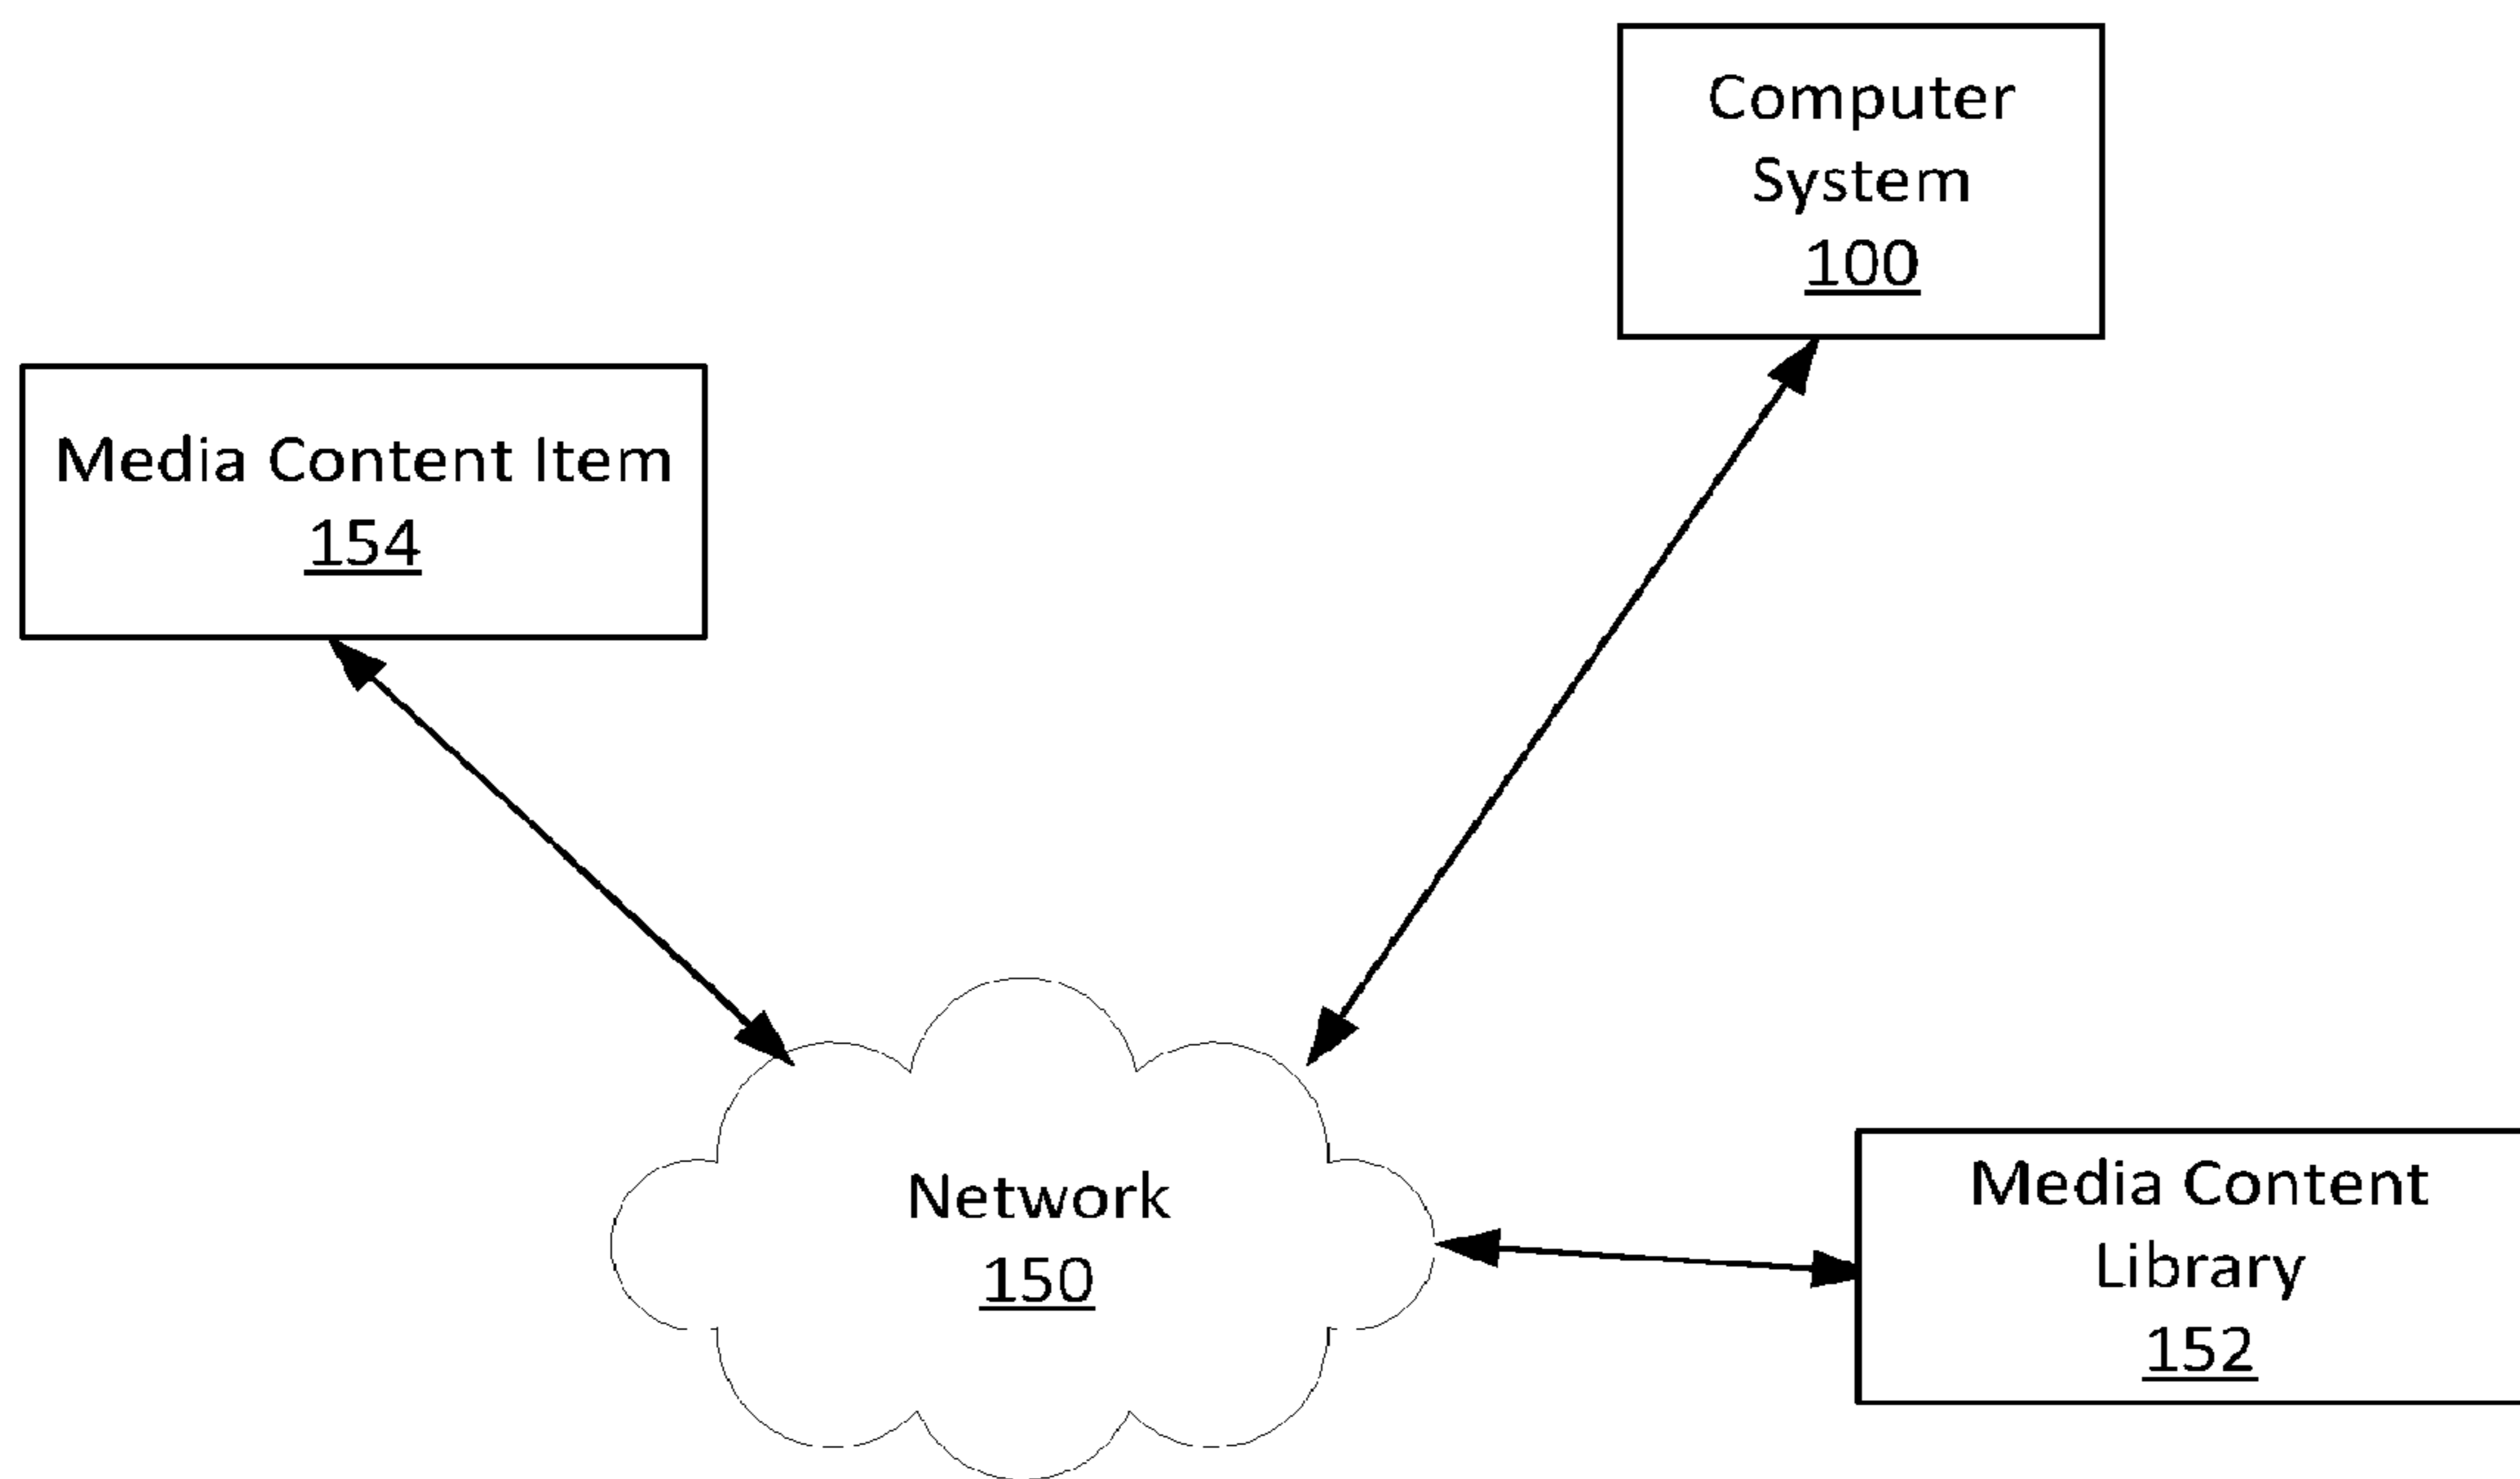 Computer
System
100
Media Content Item
154
Network
150
Media Content
Library
152